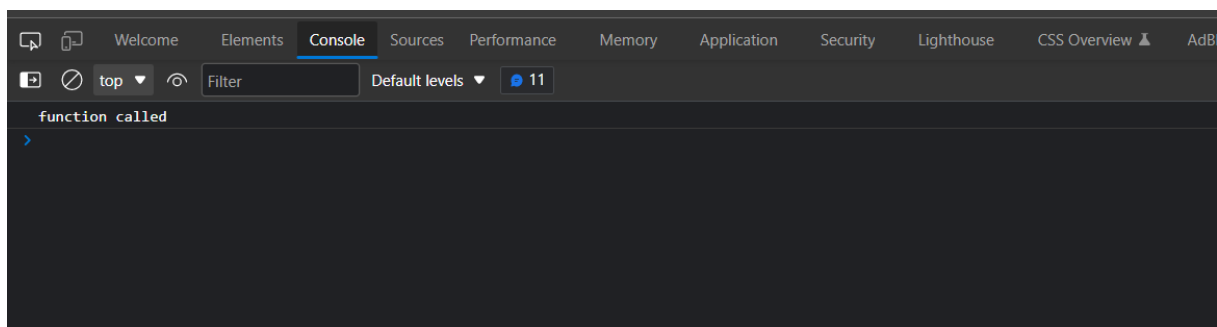 Welcome Elements Console Sources Performance Memory Application Security Lighthouse CSS Overview
top Filter Default levels 11
function called